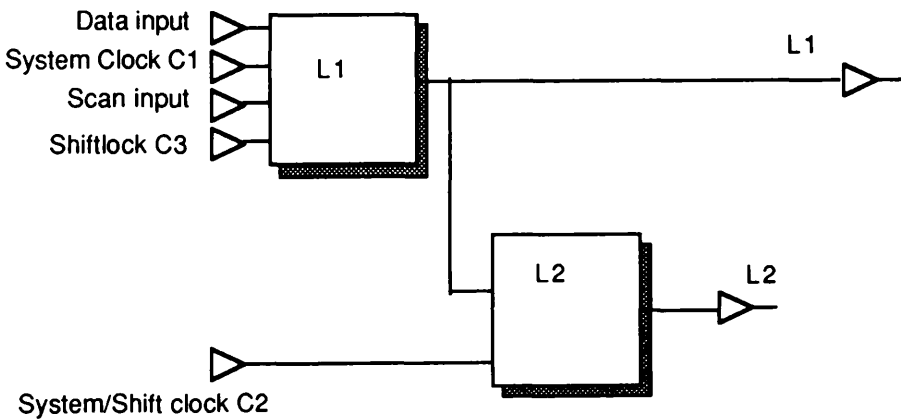 Data input
System Clock C1
Scan input
Shiftlock C3
L1
L1
L2
L2
System/Shift clock C2